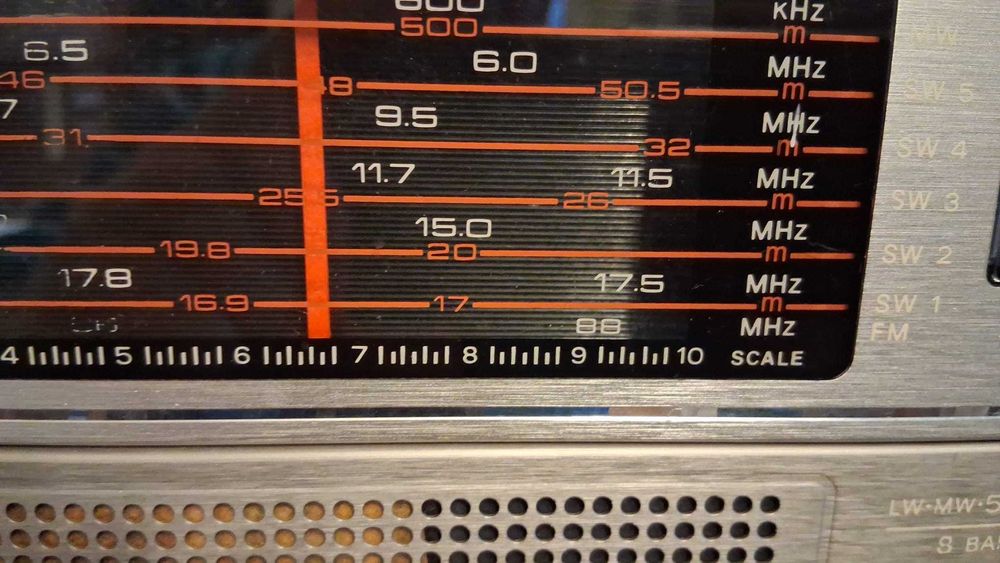 600 KHz
500 m MW
6.5 6.0 MHz
46 48 50.5 m SW 5
7 9.5 MHz
31 32 m SW 4
11.7 11.5 MHz
25.5 26 m SW 3
15.0 MHz
19.8 20 m SW 2
17.8 17.5 MHz
16.9 17 m SW 1
88 MHz FM
4 5 6 7 8 9 10 SCALE
LW·MW·S
8 BAN